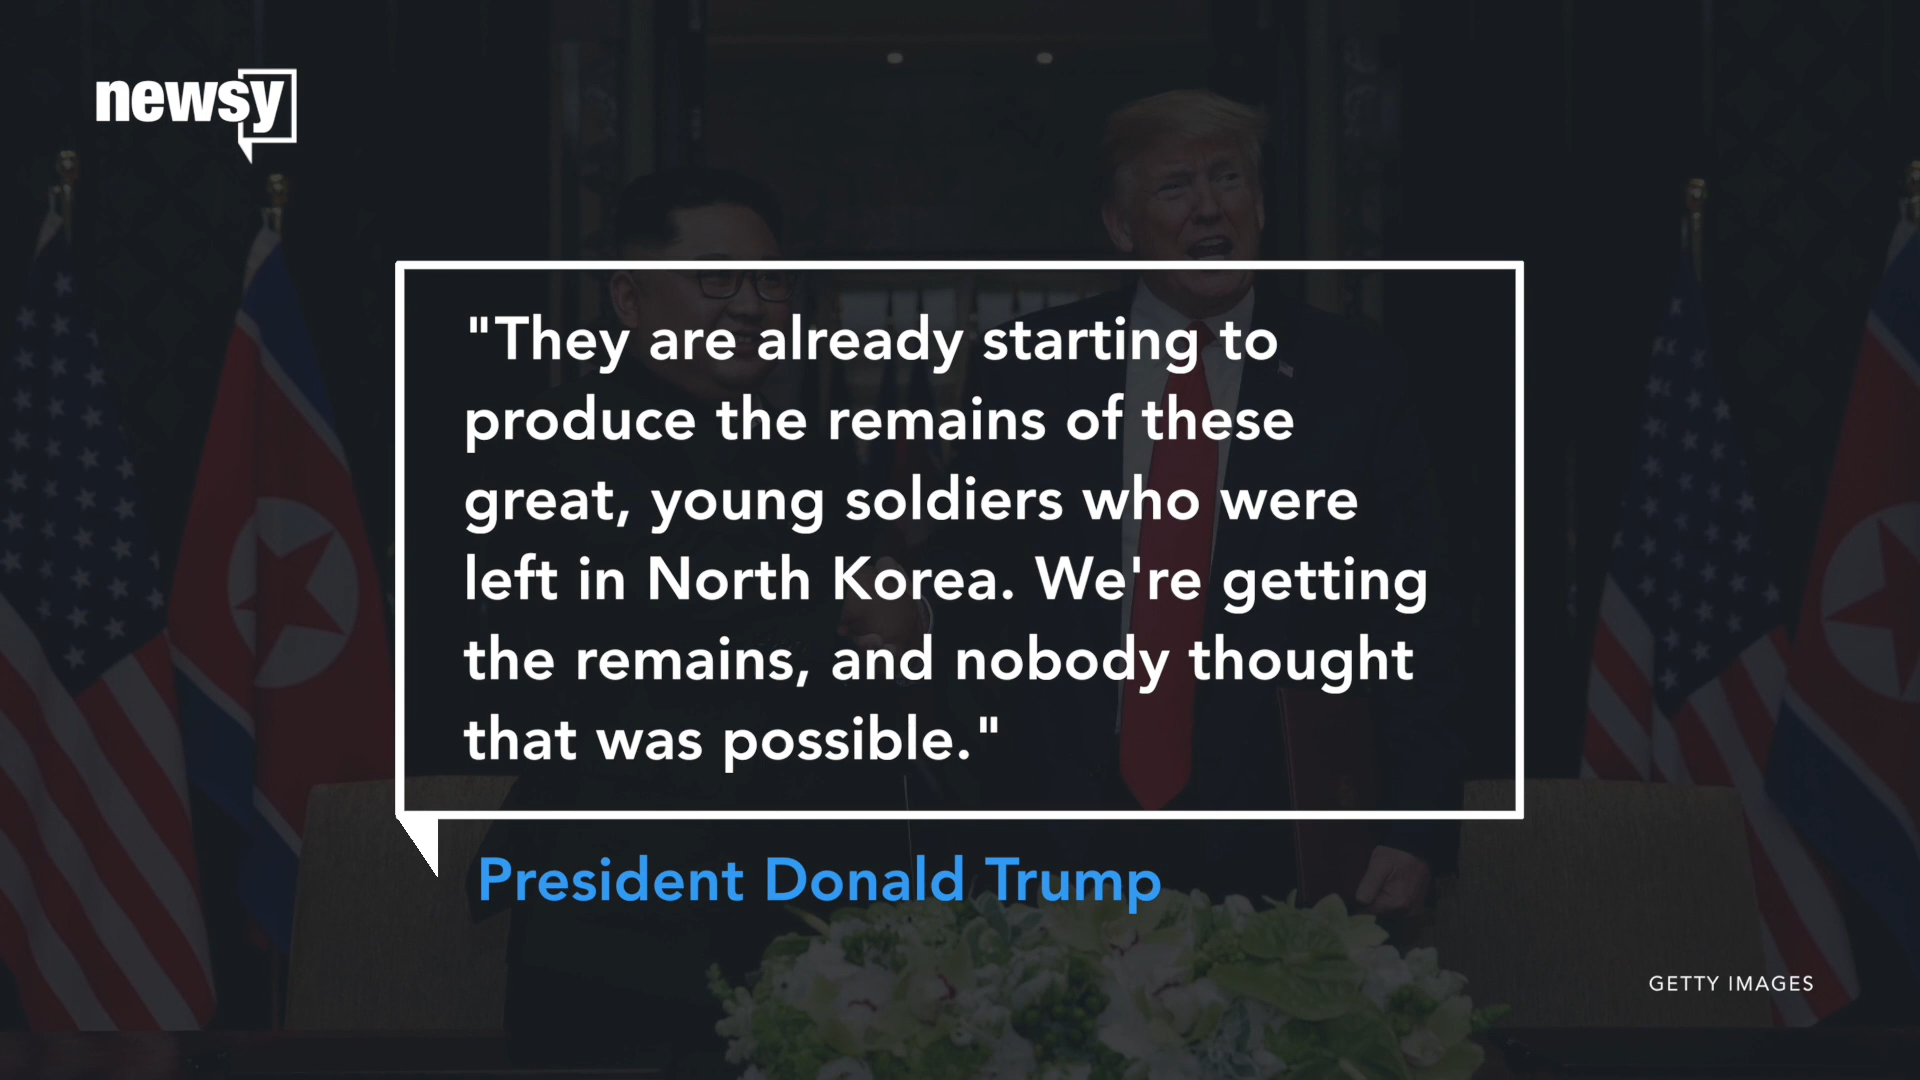 newsy
"They are already starting to
produce the remains of these
great, young soldiers who were
left in North Korea. We're getting
the remains, and nobody thought
that was possible."
President Donald Trump
GETTY IMAGES